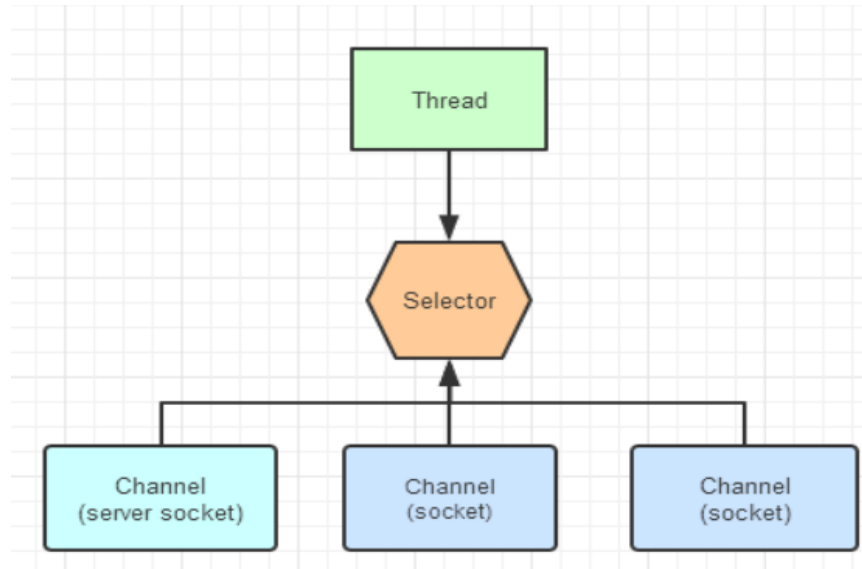 Thread
Selector
Channel
(server socket)
Channel
(socket)
Channel
(socket)